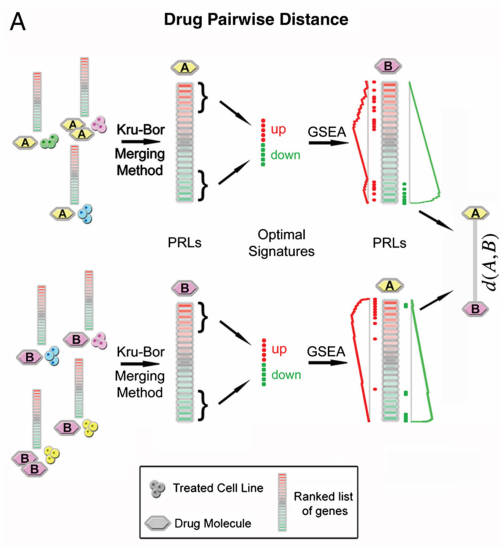 A
Drug Pairwise Distance
A
B
A
A
A
A
Kru-Bor
Merging
Method
up
down
GSEA
PRLs
Optimal
Signatures
PRLs
A
d(A,B)
B
B
A
B
B
B
B
B
Kru-Bor
Merging
Method
up
down
GSEA
Treated Cell Line
Drug Molecule
Ranked list
of genes